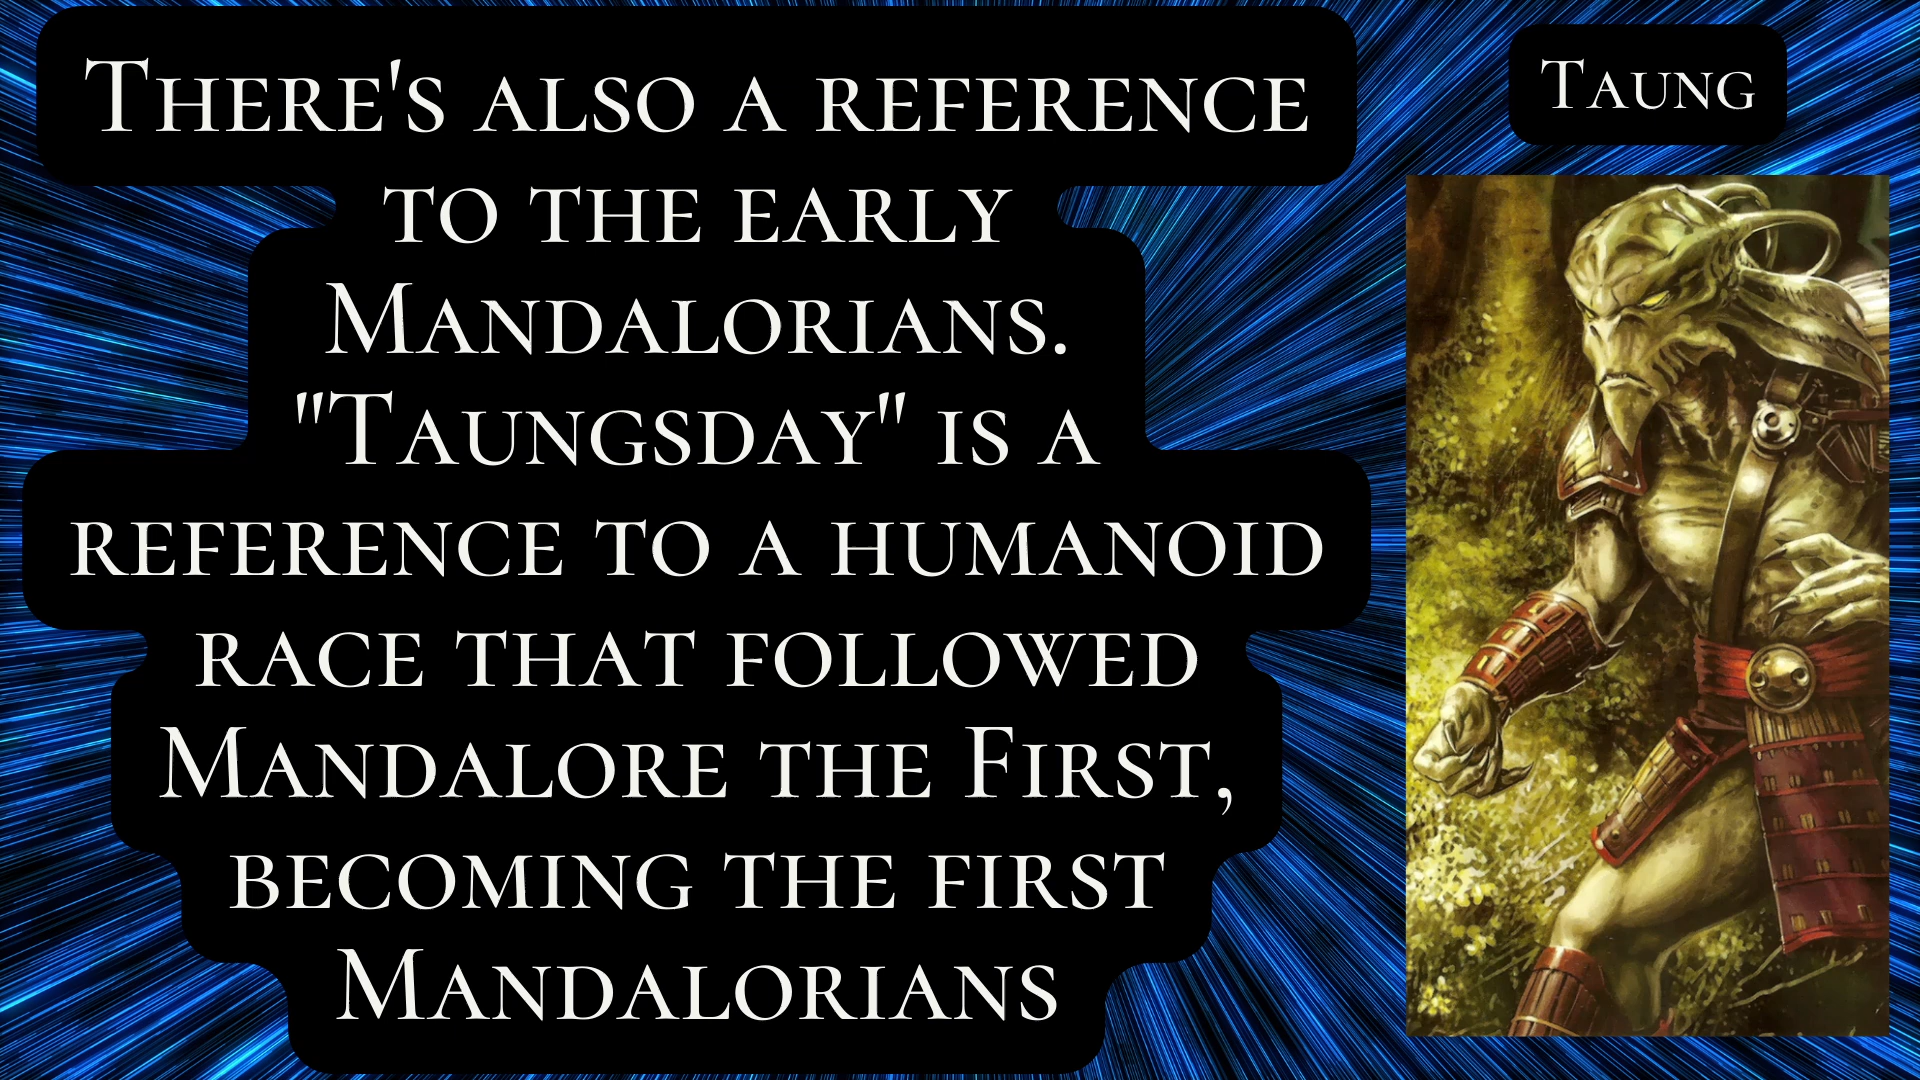 There's also a reference
to the early
Mandalorians.
"Taungsday" is a
reference to a humanoid
race that followed
Mandalore the First,
becoming the first
Mandalorians
Taung